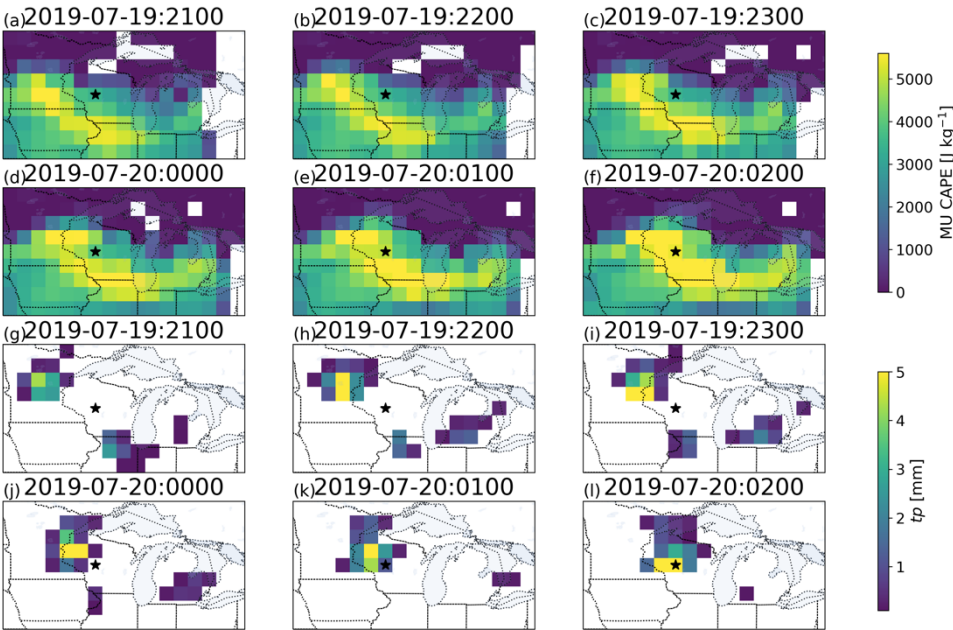 (a) 2019-07-19:2100
(b) 2019-07-19:2200
(c) 2019-07-19:2300
(d) 2019-07-20:0000
(e) 2019-07-20:0100
(f) 2019-07-20:0200
5000
4000
3000
2000
1000
0
MU CAPE [J kg⁻¹]
(g) 2019-07-19:2100
(h) 2019-07-19:2200
(i) 2019-07-19:2300
(j) 2019-07-20:0000
(k) 2019-07-20:0100
(l) 2019-07-20:0200
5
4
3
2
1
tp [mm]